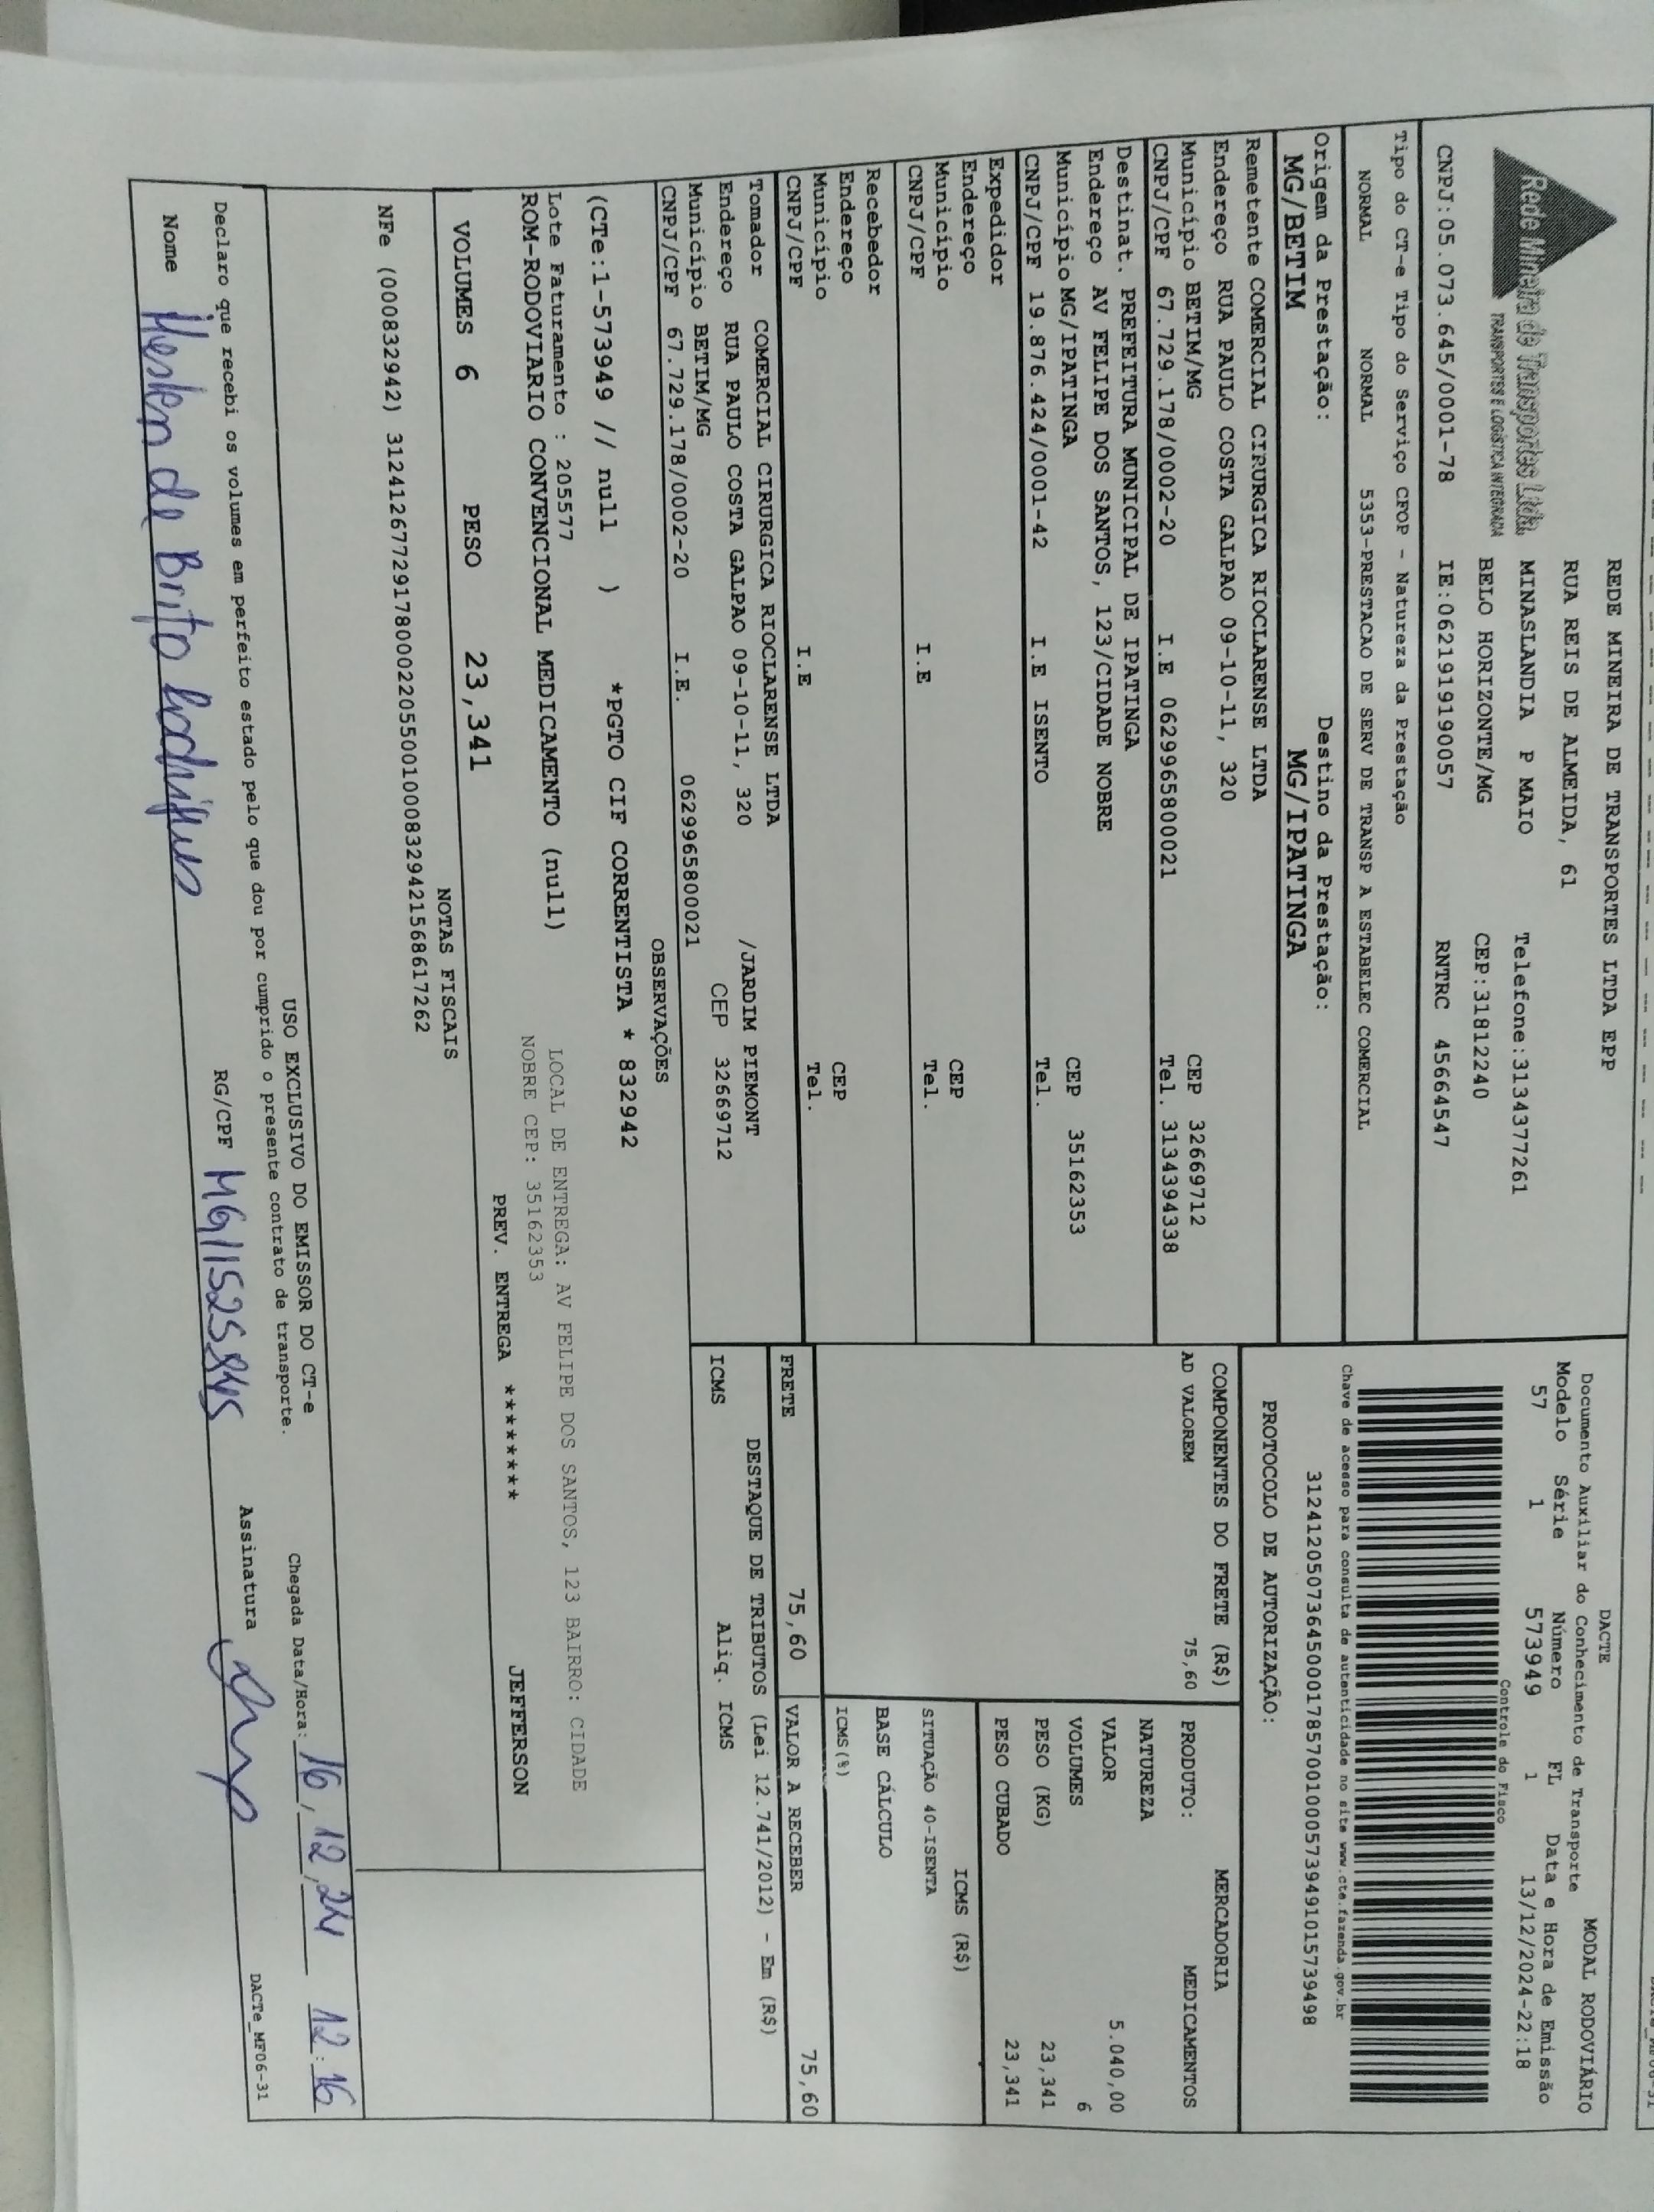 REDE MINEIRA DE TRANSPORTES LTDA EPP
RUA REIS DE ALMEIDA, 61
Rede Mineira de Transportes Ltda.
TRANSPORTES E LOGÍSTICA INTEGRADA
MINASLANDIA P MAIO Telefone:3134377261
BELO HORIZONTE/MG CEP:31812240
CNPJ:05.073.645/0001-78 IE:0621919190057 RNTRC 45664547
DACTE MODAL RODOVIÁRIO
Documento Auxiliar do Conhecimento de Transporte
Modelo Série Número FL Data e Hora de Emissão
57 1 573949 1 13/12/2024-22:18
Controle do Fisco
Chave de acesso para consulta de autenticidade no site www.cte.fazenda.gov.br
31241205073645000178570010005739491015739498
PROTOCOLO DE AUTORIZAÇÃO:
Tipo do CT-e Tipo do Serviço CFOP - Natureza da Prestação
NORMAL NORMAL 5353-PRESTACAO DE SERV DE TRANSP A ESTABELEC COMERCIAL
Origem da Prestação: Destino da Prestação:
MG/BETIM MG/IPATINGA
Remetente COMERCIAL CIRURGICA RIOCLARENSE LTDA
Endereço RUA PAULO COSTA GALPAO 09-10-11, 320
Município BETIM/MG CEP 32669712
CNPJ/CPF 67.729.178/0002-20 I.E 0629965800021 Tel. 3134394338
Destinat. PREFEITURA MUNICIPAL DE IPATINGA
Endereço AV FELIPE DOS SANTOS, 123/CIDADE NOBRE
Município MG/IPATINGA CEP 35162353
CNPJ/CPF 19.876.424/0001-42 I.E ISENTO Tel.
Expedidor
Endereço
Município CEP
CNPJ/CPF I.E Tel.
Recebedor
Endereço
Município CEP
CNPJ/CPF I.E Tel.
Tomador COMERCIAL CIRURGICA RIOCLARENSE LTDA
Endereço RUA PAULO COSTA GALPAO 09-10-11, 320 /JARDIM PIEMONT
Município BETIM/MG CEP 32669712
CNPJ/CPF 67.729.178/0002-20 I.E. 0629965800021
COMPONENTES DO FRETE (R$)
AD VALOREM 75,60
MERCADORIA
PRODUTO: MEDICAMENTOS
NATUREZA
VALOR 5.040,00
VOLUMES 6
PESO (KG) 23,341
PESO CUBADO 23,341
ICMS (R$)
SITUAÇÃO 40-ISENTA
BASE CÁLCULO
ICMS(%)
FRETE 75,60 VALOR A RECEBER 75,60
DESTAQUE DE TRIBUTOS (Lei 12.741/2012) - Em (R$)
ICMS Aliq. ICMS
OBSERVAÇÕES
(CTe:1-573949 // null ) *PGTO CIF CORRENTISTA * 832942
Lote Faturamento : 205577 LOCAL DE ENTREGA: AV FELIPE DOS SANTOS, 123 BAIRRO: CIDADE
ROM-RODOVIARIO CONVENCIONAL MEDICAMENTO (null) NOBRE CEP: 35162353
VOLUMES 6 PESO 23,341 PREV. ENTREGA ******** JEFFERSON
NOTAS FISCAIS
NFe (000832942) 31241267729178000220550010008329421568617262
USO EXCLUSIVO DO EMISSOR DO CT-e
Declaro que recebi os volumes em perfeito estado pelo que dou por cumprido o presente contrato de transporte.
Chegada Data/Hora: 16,12,24 12:16
Nome de Brito Rodrigues RG/CPF Assinatura
DACTe_MF06-31